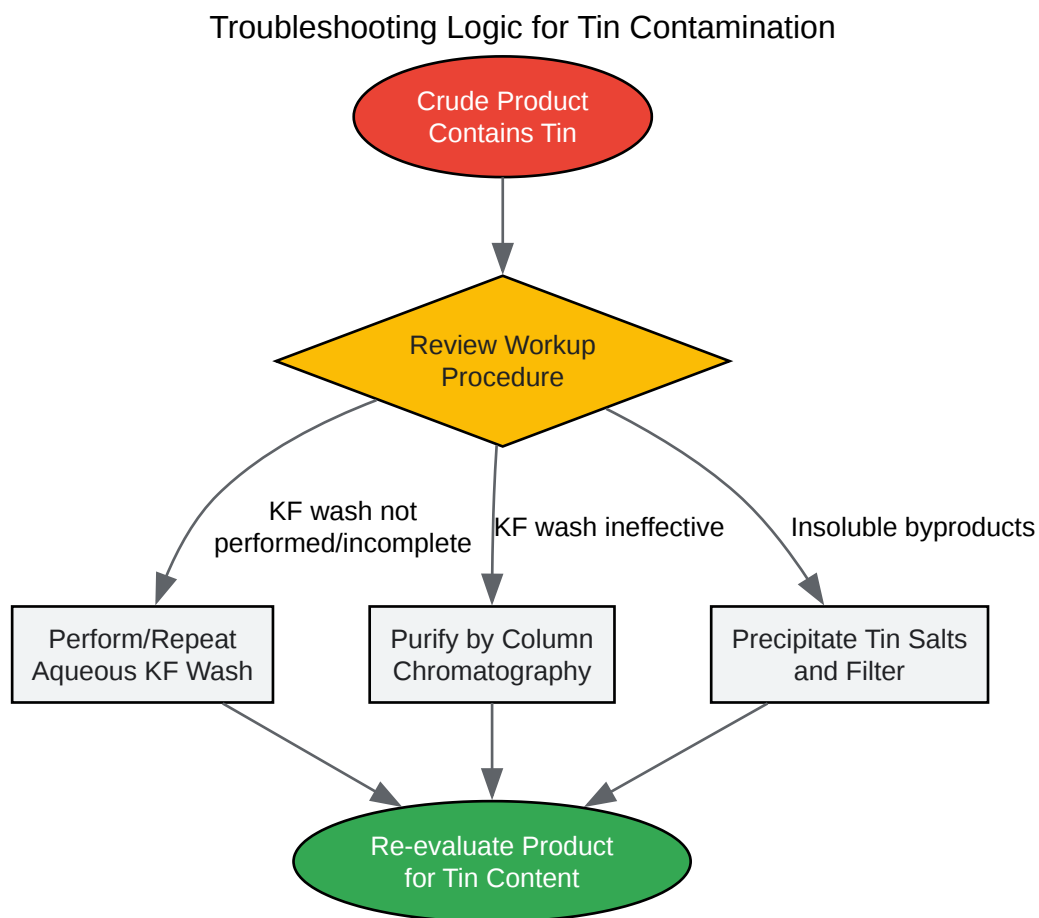 Troubleshooting Logic for Tin Contamination
Crude Product
Contains Tin
Review Workup
Procedure
KF wash not
performed/incomplete
KF wash ineffective
Insoluble byproducts
Perform/Repeat
Aqueous KF Wash
Purify by Column
Chromatography
Precipitate Tin Salts
and Filter
Re-evaluate Product
for Tin Content